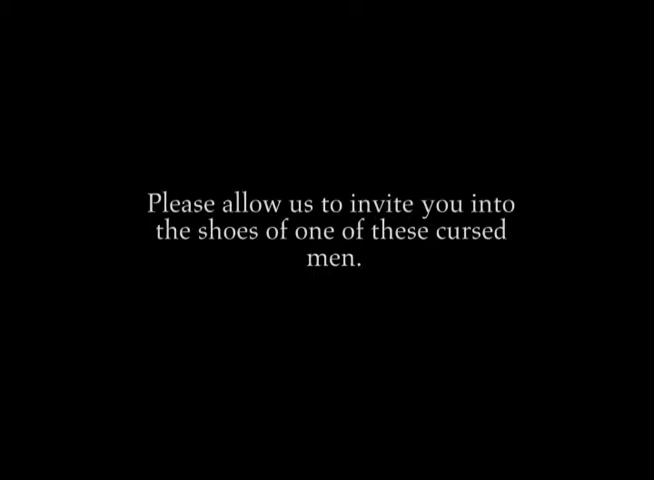 Please allow us to invite you into
the shoes of one of these cursed
men.